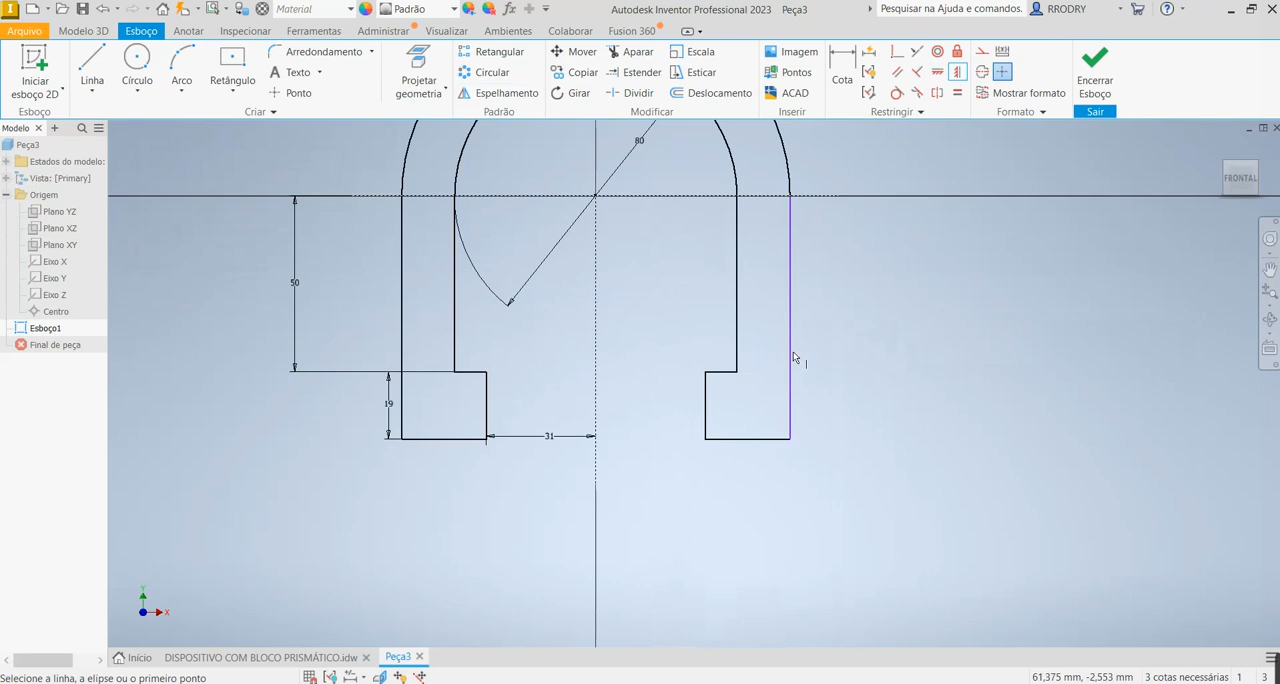 Material Padrão Autodesk Inventor Professional 2023 Peça3 Pesquisar na Ajuda e comandos. RRODRY
Arquivo Modelo 3D Esboço Anotar Inspecionar Ferramentas Administrar Visualizar Ambientes Colaborar Fusion 360
Iniciar esboço 2D
Linha
Círculo
Arco
Retângulo
Arredondamento
Texto
Ponto
Projetar geometria
Retangular
Circular
Espelhamento
Mover
Copiar
Girar
Aparar
Estender
Dividir
Escala
Esticar
Deslocamento
Imagem
Pontos
ACAD
Cota
Mostrar formato
Encerrar Esboço
Esboço Criar Padrão Modificar Inserir Restringir Formato Sair
Modelo
Peça3
Estados do modelo:
Vista: [Primary]
Origem
Plano YZ
Plano XZ
Plano XY
Eixo X
Eixo Y
Eixo Z
Centro
Esboço1
Final de peça
FRONTAL
80
50
19
31
Y
X
Início DISPOSITIVO COM BLOCO PRISMÁTICO.idw Peça3
Selecione a linha, a elipse ou o primeiro ponto 61,375 mm, -2,553 mm 3 cotas necessárias 1 3